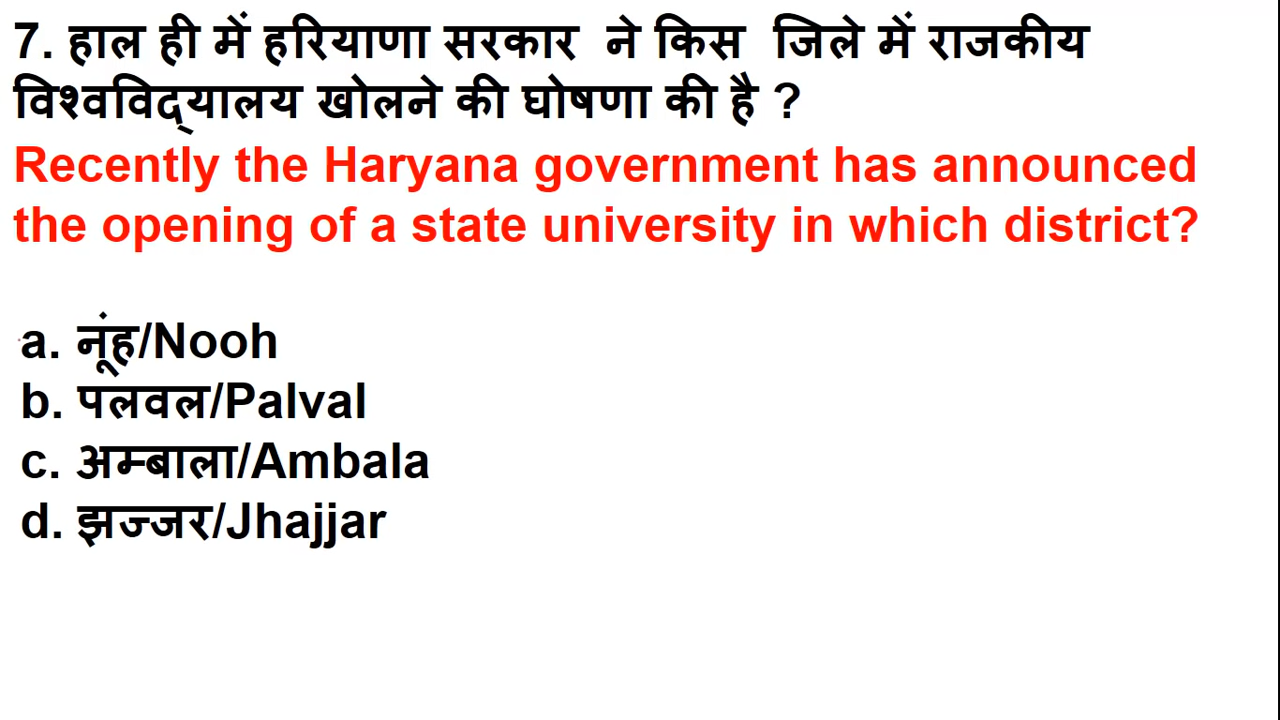 7. हाल ही में हरियाणा सरकार ने किस जिले में राजकीय
विश्वविद्यालय खोलने की घोषणा की है ?
Recently the Haryana government has announced
the opening of a state university in which district?
a. नूंह/Nooh
b. पलवल/Palval
c. अम्बाला/Ambala
d. झज्जर/Jhajjar